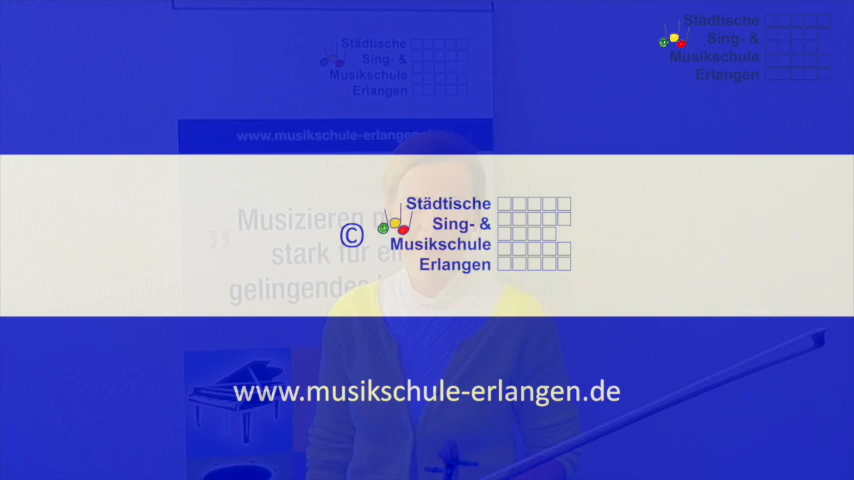 Städtische
Sing- &
Musikschule
Erlangen
Städtische
Sing- &
Musikschule
Erlangen
www.musikschule-erlangen.de
©
Städtische
Sing- &
Musikschule
Erlangen
„ Musizieren
stark für
gelingendes
www.musikschule-erlangen.de